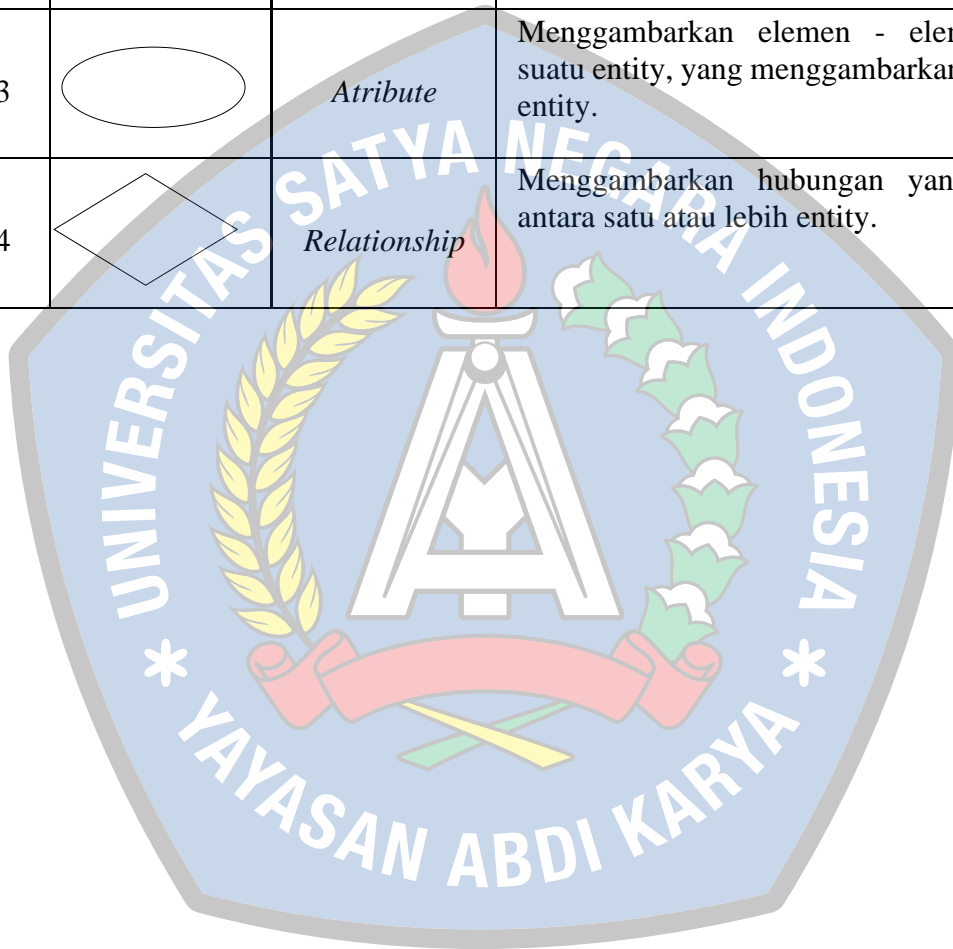 3
Atribute
Menggambarkan elemen - eler
suatu entity, yang menggambarkan
entity.
4
Relationship
Menggambarkan hubungan yan
antara satu atau lebih entity.
UNIVERSITAS SATYA NEGARA INDONESIA
* YAYASAN ABDI KARYA *